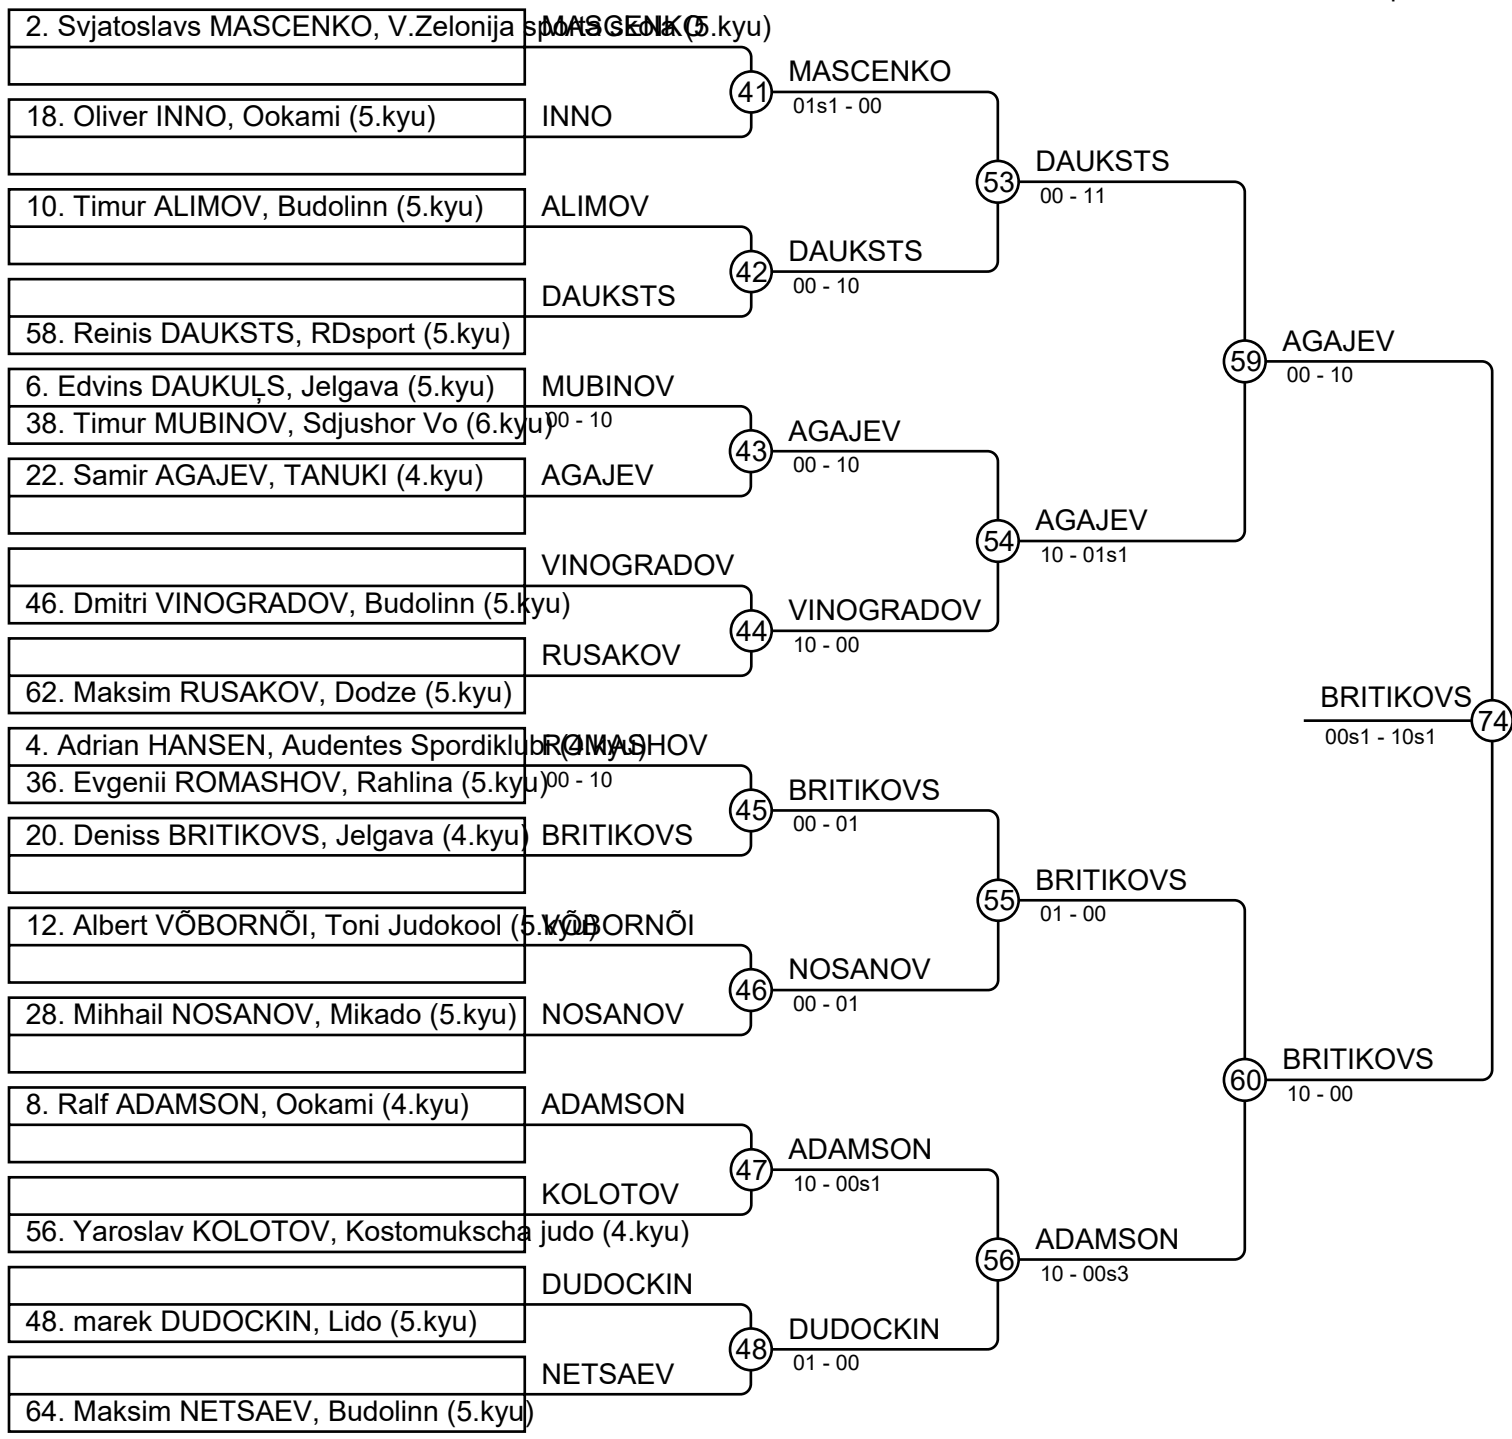 2. Svjatoslavs MASCENKO, V.Zelonija sporta skola (5.kyu)
MASCENKO
18. Oliver INNO, Ookami (5.kyu)
INNO
41
MASCENKO
01s1 - 00
10. Timur ALIMOV, Budolinn (5.kyu)
ALIMOV
58. Reinis DAUKSTS, RDsport (5.kyu)
DAUKSTS
42
DAUKSTS
00 - 10
53
DAUKSTS
00 - 11
6. Edvins DAUKUĻS, Jelgava (5.kyu)
38. Timur MUBINOV, Sdjushor Vo (6.kyu)
MUBINOV
00 - 10
22. Samir AGAJEV, TANUKI (4.kyu)
AGAJEV
43
AGAJEV
00 - 10
46. Dmitri VINOGRADOV, Budolinn (5.kyu)
VINOGRADOV
62. Maksim RUSAKOV, Dodze (5.kyu)
RUSAKOV
44
VINOGRADOV
10 - 00
54
AGAJEV
10 - 01s1
59
AGAJEV
00 - 10
4. Adrian HANSEN, Audentes Spordiklubi (4.kyu)
36. Evgenii ROMASHOV, Rahlina (5.kyu)
ROMASHOV
00 - 10
20. Deniss BRITIKOVS, Jelgava (4.kyu)
BRITIKOVS
45
BRITIKOVS
00 - 01
12. Albert VÕBORNÕI, Toni Judokool (5.kyu)
VÕBORNÕI
28. Mihhail NOSANOV, Mikado (5.kyu)
NOSANOV
46
NOSANOV
00 - 01
55
BRITIKOVS
01 - 00
8. Ralf ADAMSON, Ookami (4.kyu)
ADAMSON
56. Yaroslav KOLOTOV, Kostomukscha judo (4.kyu)
KOLOTOV
47
ADAMSON
10 - 00s1
48. marek DUDOCKIN, Lido (5.kyu)
DUDOCKIN
64. Maksim NETSAEV, Budolinn (5.kyu)
NETSAEV
48
DUDOCKIN
01 - 00
56
ADAMSON
10 - 00s3
60
BRITIKOVS
10 - 00
BRITIKOVS
00s1 - 10s1
74